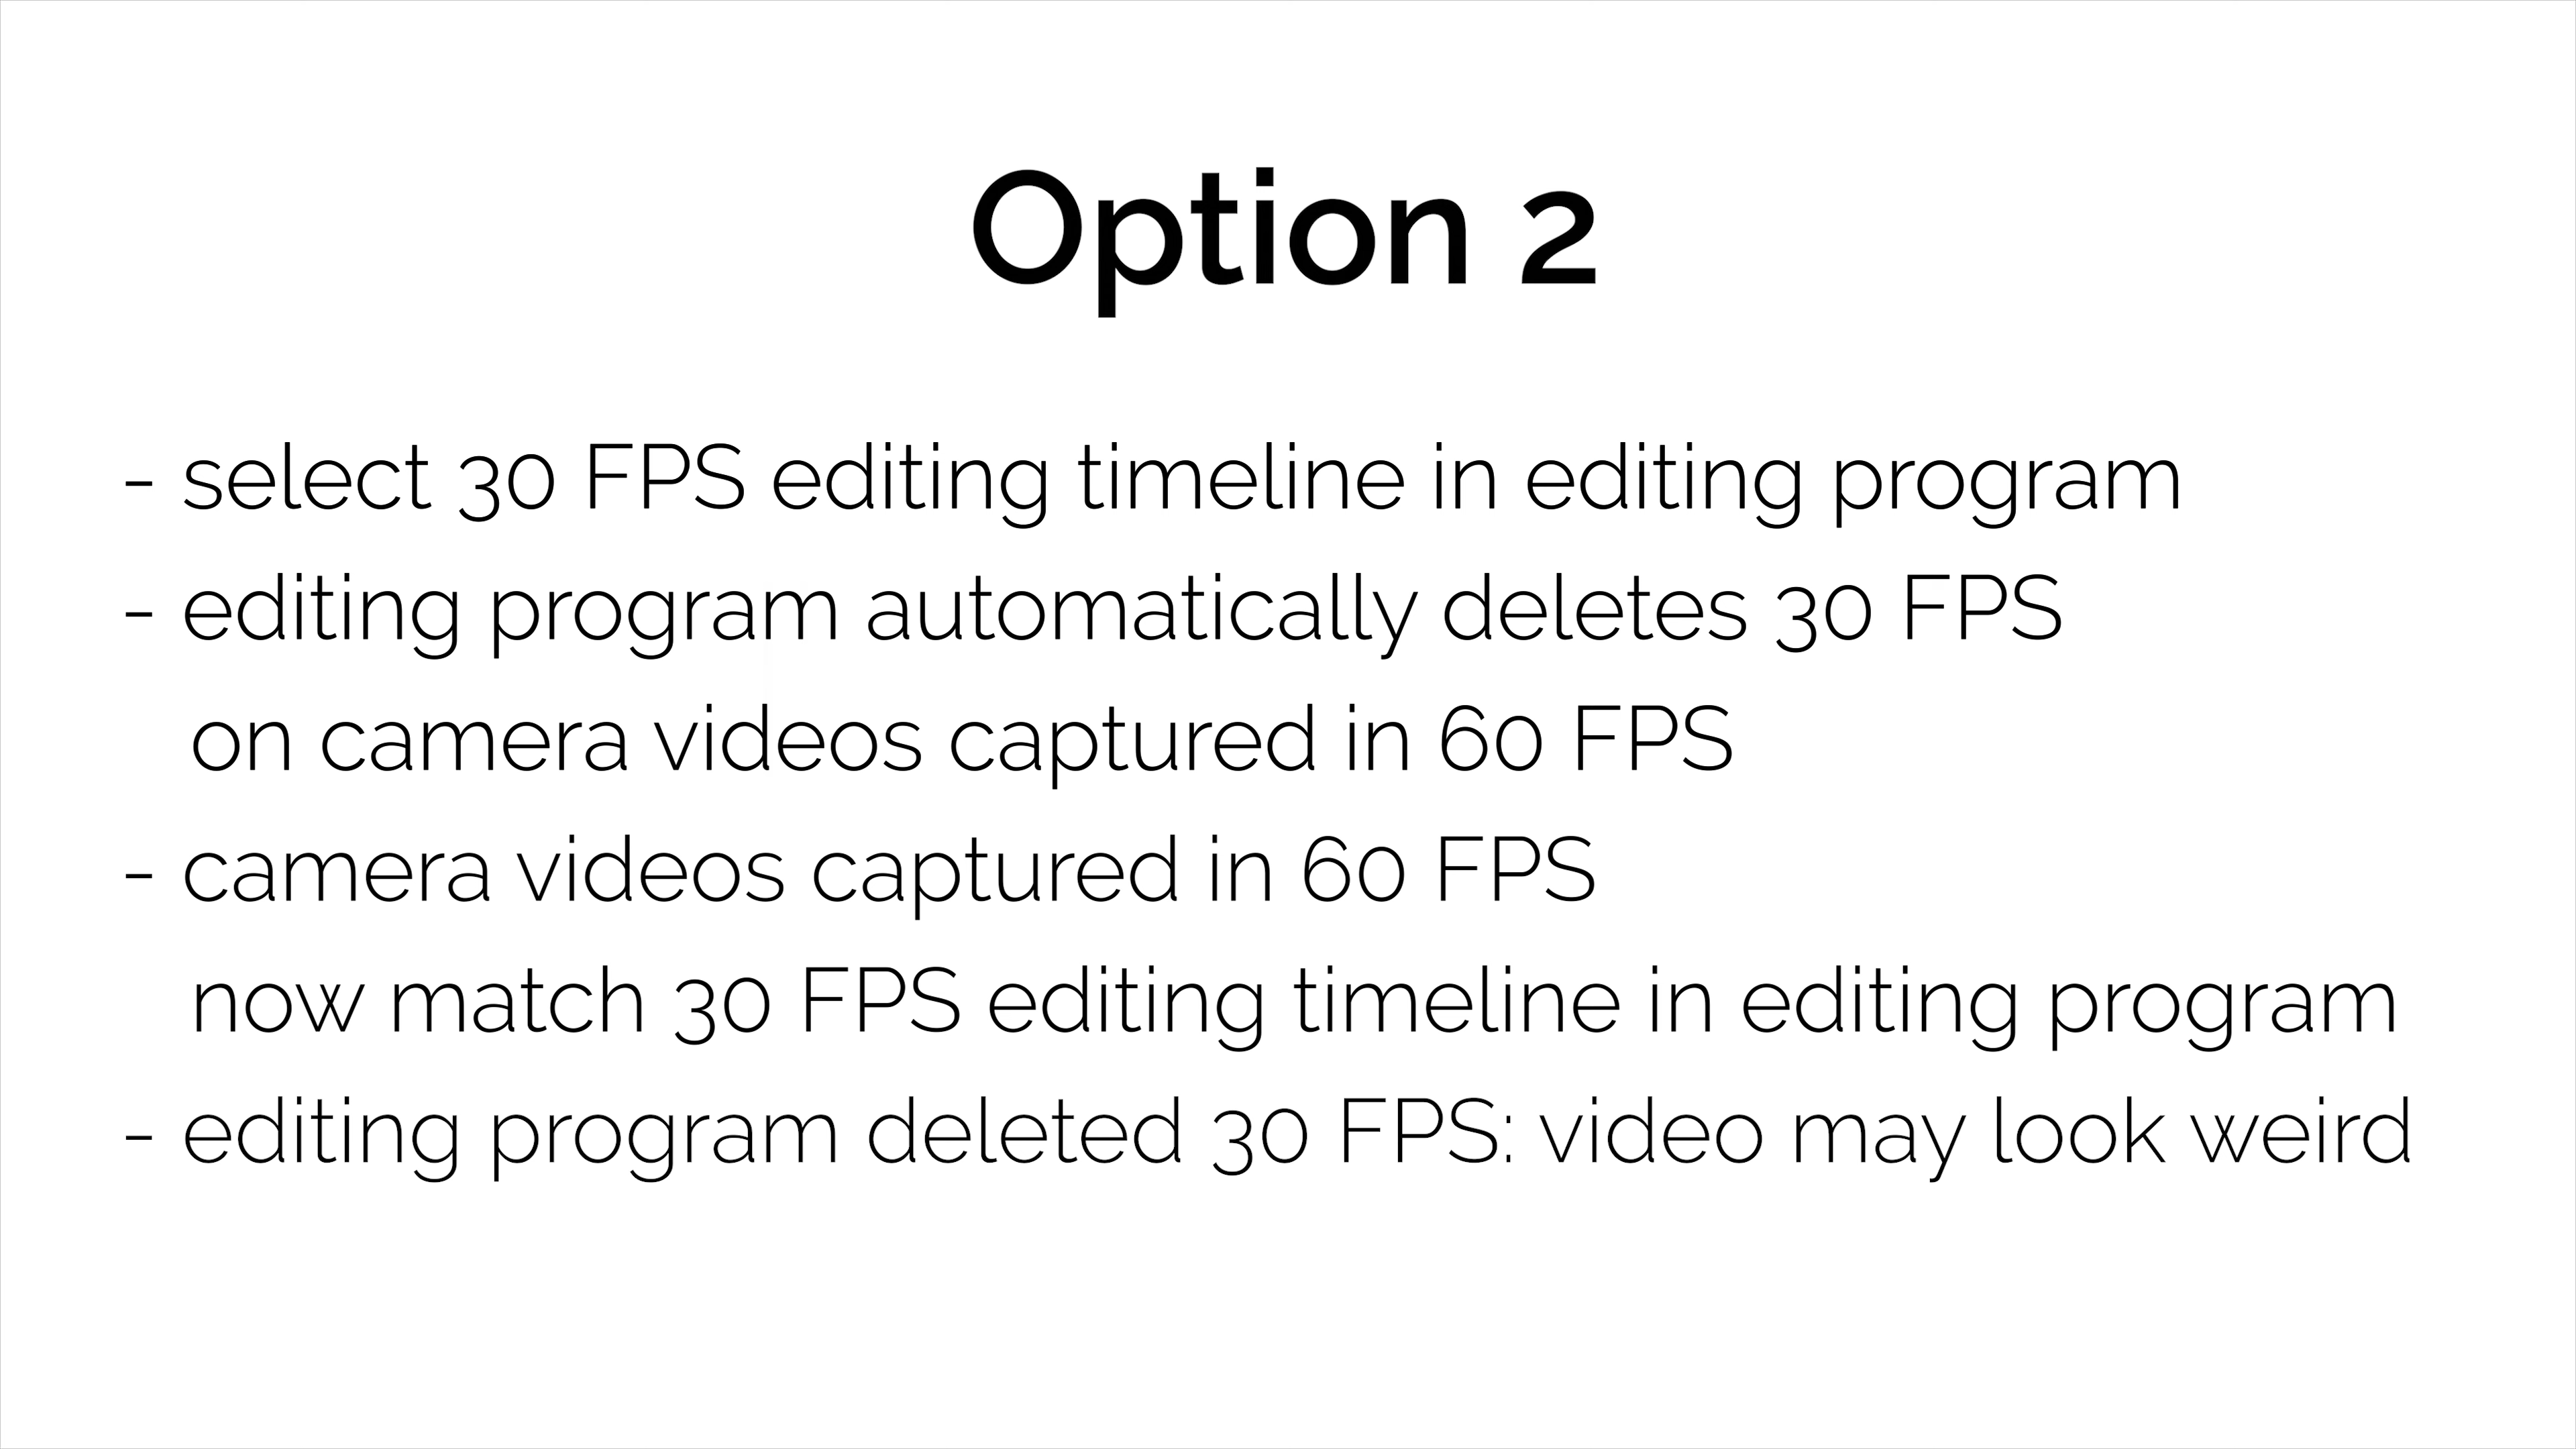 Option 2
- select 30 FPS editing timeline in editing program
- editing program automatically deletes 30 FPS
on camera videos captured in 60 FPS
- camera videos captured in 60 FPS
now match 30 FPS editing timeline in editing program
- editing program deleted 30 FPS: video may look weird